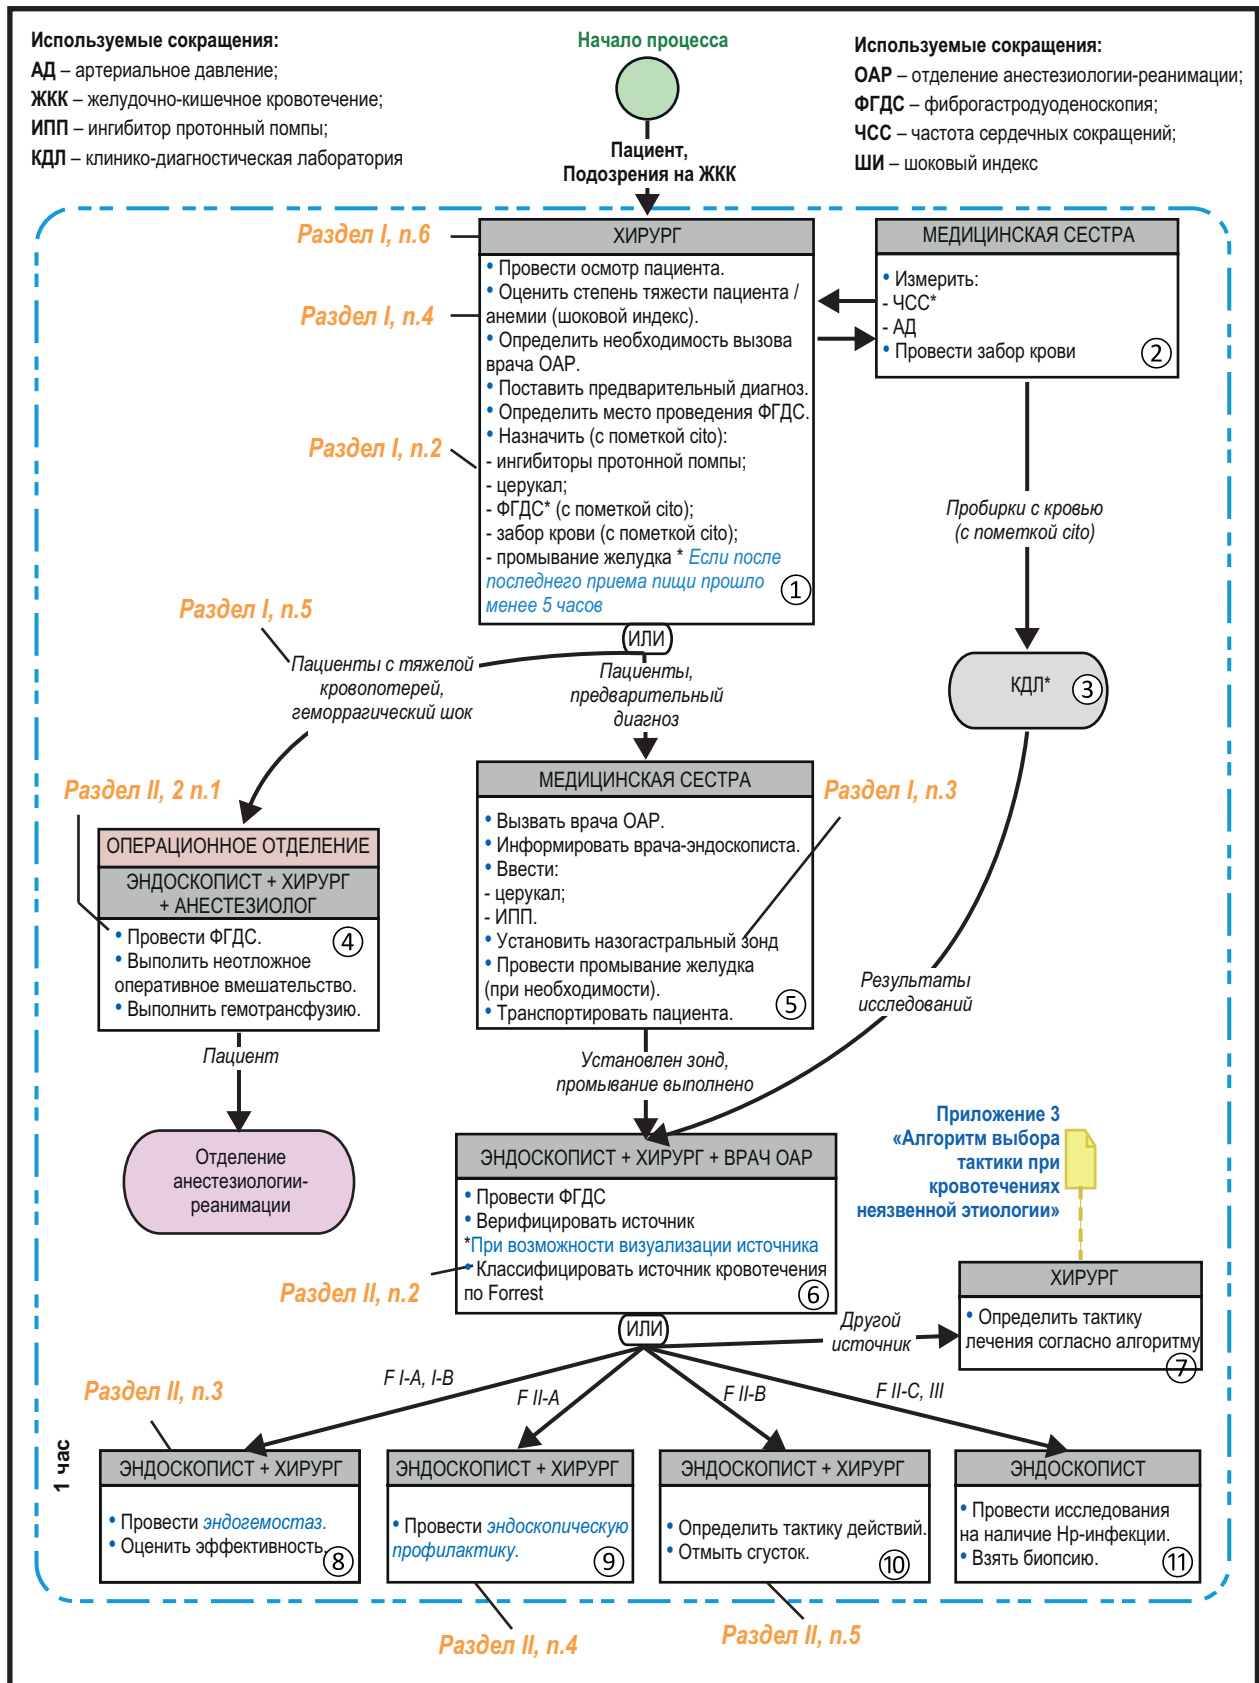 Используемые сокращения:
АД – артериальное давление;
ЖКК – желудочно-кишечное кровотечение;
ИПП – ингибитор протонный помпы;
КДЛ – клинико-диагностическая лаборатория
Начало процесса
Используемые сокращения:
ОАР – отделение анестезиологии-реанимации;
ФГДС – фиброгастродуоденоскопия;
ЧСС – частота сердечных сокращений;
ШИ – шоковый индекс
Пациент,
Подозрения на ЖКК
Раздел I, п.6
Раздел I, п.4
Раздел I, п.2
ХИРУРГ
• Провести осмотр пациента.
• Оценить степень тяжести пациента /
анемии (шоковой индекс).
• Определить необходимость вызова
врача ОАР.
• Поставить предварительный диагноз.
• Определить место проведения ФГДС.
• Назначить (с пометкой cito):
- ингибиторы протонной помпы;
- церукал;
- ФГДС* (с пометкой cito);
- забор крови (с пометкой cito);
- промывание желудка * Если после
последнего приема пищи прошло
менее 5 часов
1
МЕДИЦИНСКАЯ СЕСТРА
• Измерить:
- ЧСС*
- АД
• Провести забор крови
2
Пробирки с кровью
(с пометкой cito)
КДЛ*
3
Раздел I, п.5
ИЛИ
Пациенты с тяжелой
кровопотерей,
геморрагический шок
Пациенты,
предварительный
диагноз
Раздел II, 2 п.1
ОПЕРАЦИОННОЕ ОТДЕЛЕНИЕ
ЭНДОСКОПИСТ + ХИРУРГ
+ АНЕСТЕЗИОЛОГ
• Провести ФГДС.
• Выполить неотложное
оперативное вмешательство.
• Выполнить гемотрансфузию.
4
МЕДИЦИНСКАЯ СЕСТРА
• Вызвать врача ОАР.
• Информировать врача-эндоскописта.
• Ввести:
- церукал;
- ИПП.
• Установить назогастральный зонд
• Провести промывание желудка
(при необходимости).
• Транспортировать пациента.
5
Раздел I, п.3
Результаты
исследований
Пациент
Отделение
анестезиологии-
реанимации
Установлен зонд,
промывание выполнено
ЭНДОСКОПИСТ + ХИРУРГ + ВРАЧ ОАР
• Провести ФГДС
• Верифицировать источник
*При возможности визуализации источника
• Классифицировать источник кровотечения
по Forrest
6
Раздел II, п.2
Приложение 3
«Алгоритм выбора
тактики при
кровотечениях
неязвенной этиологии»
ХИРУРГ
• Определить тактику
лечения согласно алгоритму
7
ИЛИ
Другой
источник
F I-A, I-B
F II-A
F II-B
F II-C, III
Раздел II, п.3
1 час
ЭНДОСКОПИСТ + ХИРУРГ
• Провести эндогемостаз.
• Оценить эффективность.
8
ЭНДОСКОПИСТ + ХИРУРГ
• Провести эндоскопическую
профилактику.
9
ЭНДОСКОПИСТ + ХИРУРГ
• Определить тактику действий.
• Отмыть сгусток.
10
ЭНДОСКОПИСТ
• Провести исследования
на наличие Hp-инфекции.
• Взять биопсию.
11
Раздел II, п.4
Раздел II, п.5